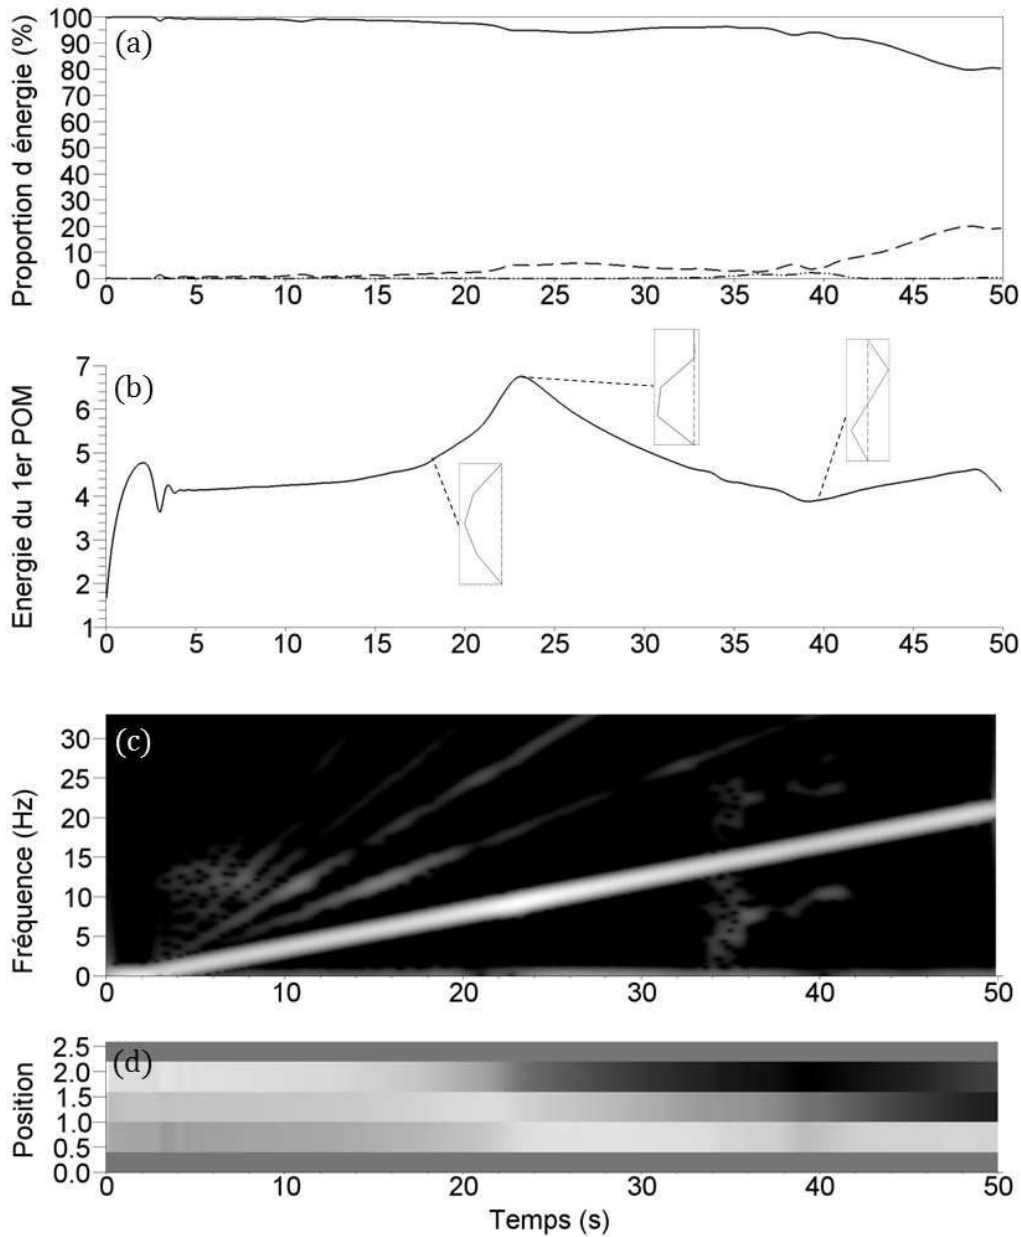 (a)
Proportion d énergie (%)
100
90
80
70
60
50
40
30
20
10
0
0 5 10 15 20 25 30 35 40 45 50
(b)
Energie du 1er POM
7
6
5
4
3
2
1
0 5 10 15 20 25 30 35 40 45 50
(c)
Fréquence (Hz)
30
25
20
15
10
5
0
0 10 20 30 40 50
(d)
Position
2.5
2.0
1.5
1.0
0.5
0.0
0 10 20 30 40 50
Temps (s)